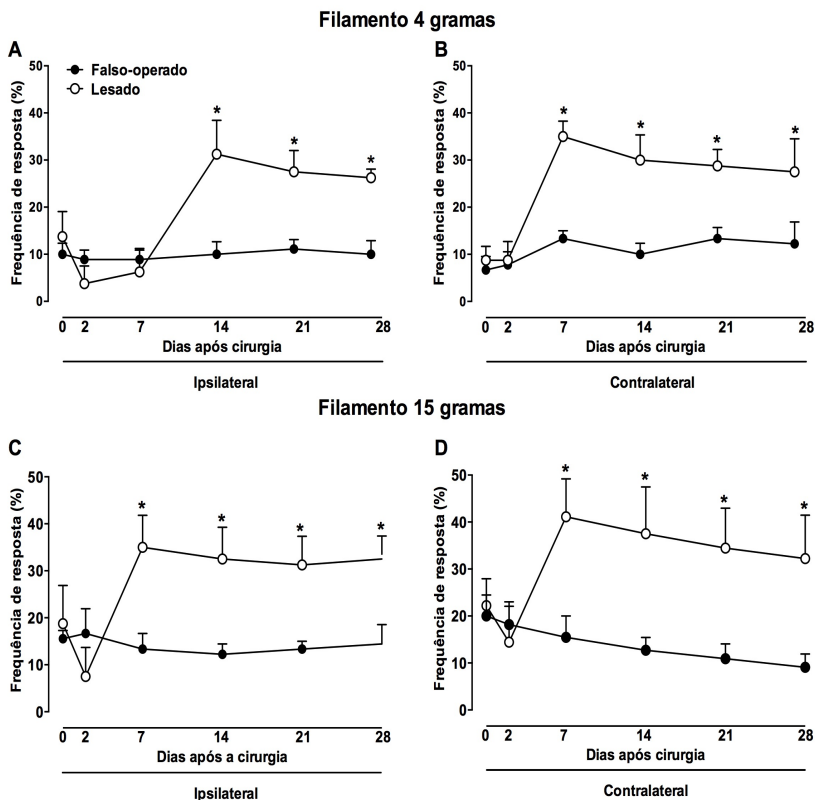 Filamento 4 gramas
A
Falso-operado
Lesado
Frequência de resposta (%)
50
40
30
20
10
0
* * *
0 2 7 14 21 28
Dias após cirurgia
Ipsilateral
B
Frequência de resposta (%)
50
40
30
20
10
0
* * * *
0 2 7 14 21 28
Dias após cirurgia
Contralateral
Filamento 15 gramas
C
Frequência de resposta (%)
50
40
30
20
10
0
* * * *
0 2 7 14 21 28
Dias após a cirurgia
Ipsilateral
D
Frequência de resposta (%)
50
40
30
20
10
0
* * * *
0 2 7 14 21 28
Dias após cirurgia
Contralateral